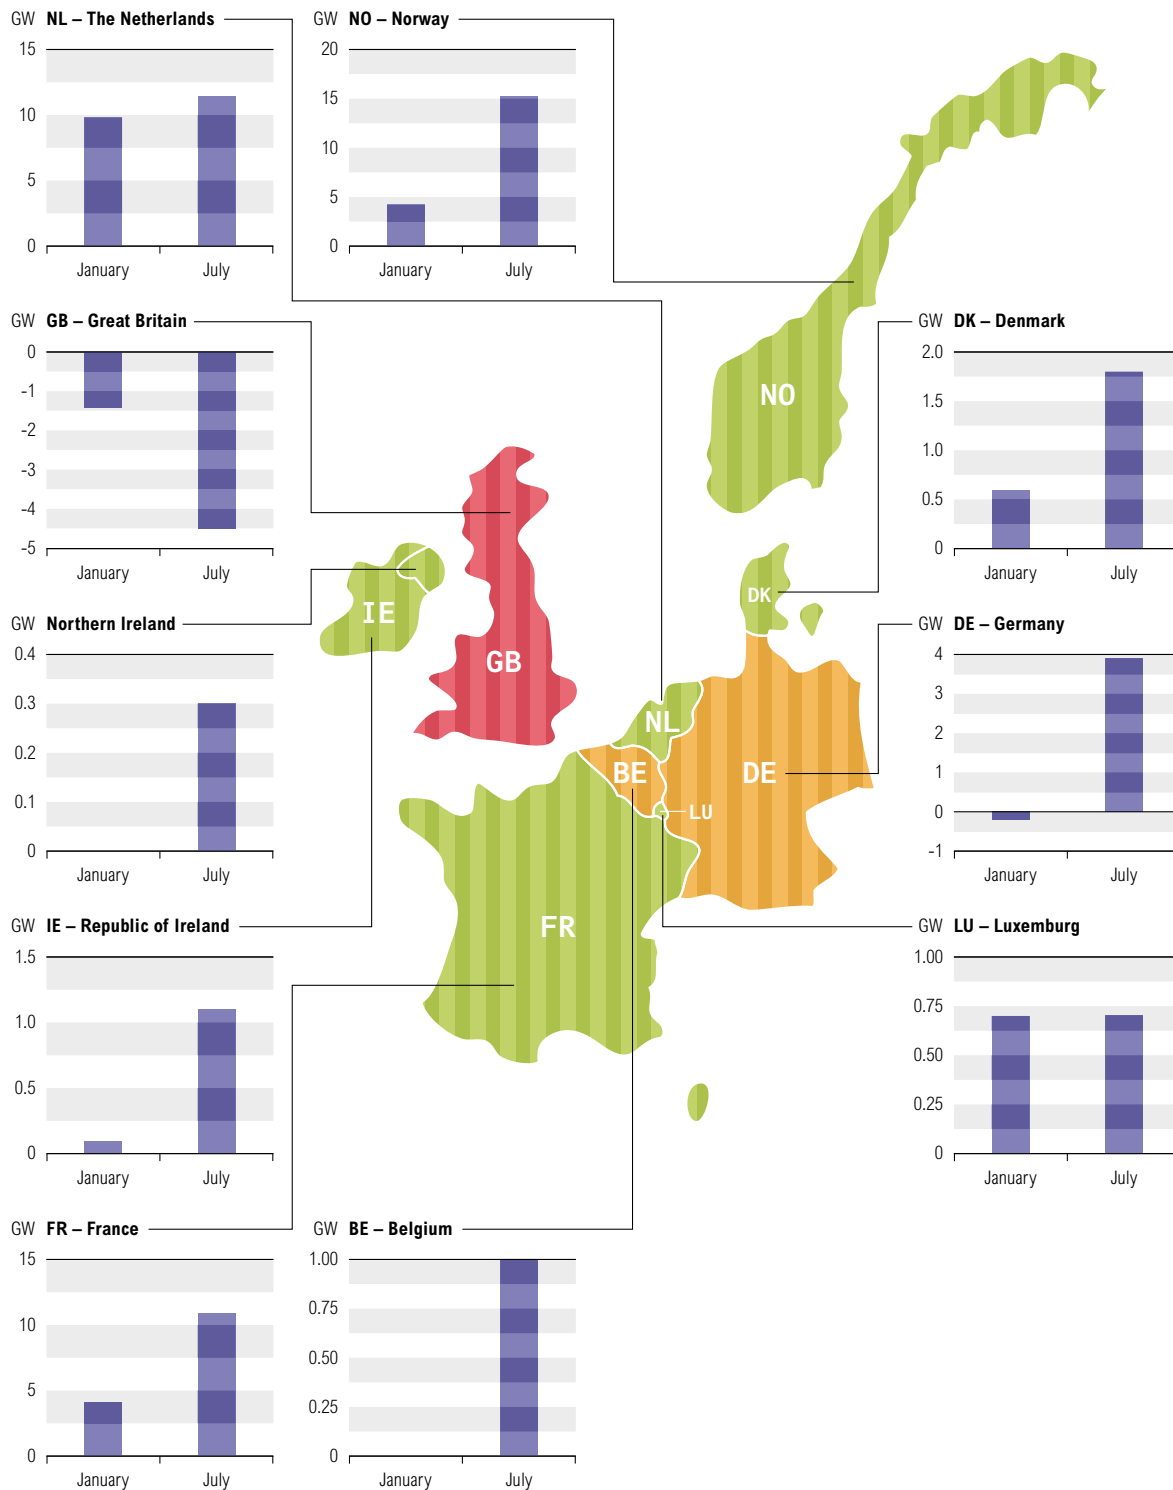 GW NL – The Netherlands
15
10
5
0
January July
GW NO – Norway
20
15
10
5
0
January July
GW GB – Great Britain
0
-1
-2
-3
-4
-5
January July
GW DK – Denmark
2.0
1.5
1.0
0.5
0
January July
GW Northern Ireland
0.4
0.3
0.2
0.1
0
January July
GW DE – Germany
4
3
2
1
0
-1
January July
GW IE – Republic of Ireland
1.5
1.0
0.5
0
January July
GW LU – Luxemburg
1.00
0.75
0.50
0.25
0
January July
GW FR – France
15
10
5
0
January July
GW BE – Belgium
1.00
0.75
0.50
0.25
0
January July
NO
DK
IE
GB
NL
BE
DE
LU
FR